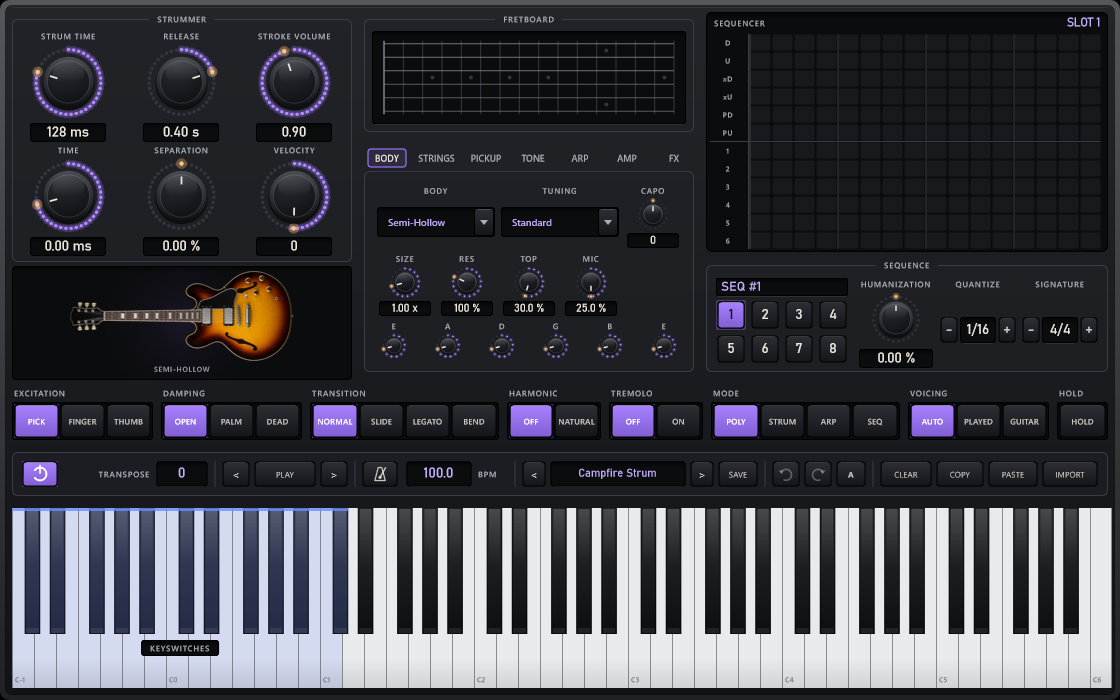 STRUMMER
STRUM TIME RELEASE STROKE VOLUME
128 ms 0.40 s 0.90
TIME SEPARATION VELOCITY
0.00 ms 0.00 % 0
SEMI-HOLLOW
FRETBOARD
BODY STRINGS PICKUP TONE ARP AMP FX
BODY TUNING CAPO
Semi-Hollow Standard 0
SIZE RES TOP MIC
1.00 x 100 % 30.0 % 25.0 %
E A D G B E
SEQUENCER SLOT 1
D
U
xD
xU
PD
PU
1
2
3
4
5
6
SEQUENCE
SEQ #1 HUMANIZATION QUANTIZE SIGNATURE
1 2 3 4 - 1/16 + - 4/4 +
5 6 7 8 0.00 %
EXCITATION DAMPING TRANSITION HARMONIC TREMOLO MODE VOICING HOLD
PICK FINGER THUMB OPEN PALM DEAD NORMAL SLIDE LEGATO BEND OFF NATURAL OFF ON POLY STRUM ARP SEQ AUTO PLAYED GUITAR HOLD
TRANSPOSE 0 < PLAY > 100.0 BPM < Campfire Strum > SAVE A CLEAR COPY PASTE IMPORT
KEYSWITCHES
C-1 C0 C1 C2 C3 C4 C5 C6